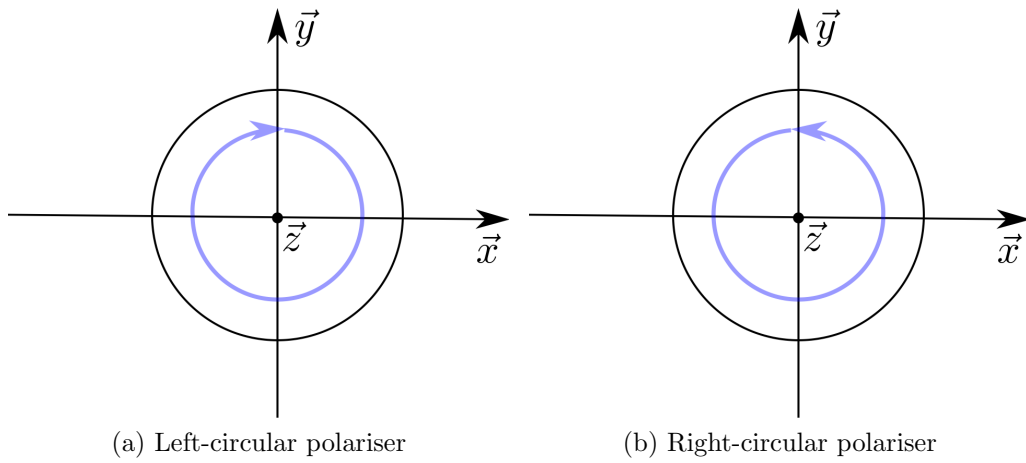 y⃗
x⃗
z⃗
(a) Left-circular polariser
y⃗
x⃗
z⃗
(b) Right-circular polariser